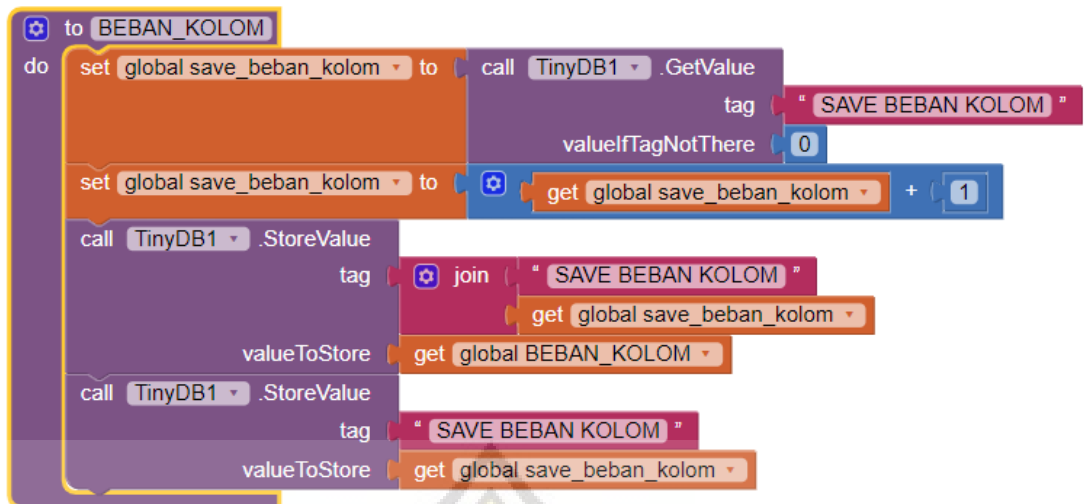 to BEBAN_KOLOM
do set global save_beban_kolom to call TinyDB1 .GetValue
tag " SAVE BEBAN KOLOM "
valueIfTagNotThere 0
set global save_beban_kolom to get global save_beban_kolom + 1
call TinyDB1 .StoreValue
tag join " SAVE BEBAN KOLOM "
get global save_beban_kolom
valueToStore get global BEBAN_KOLOM
call TinyDB1 .StoreValue
tag " SAVE BEBAN KOLOM "
valueToStore get global save_beban_kolom